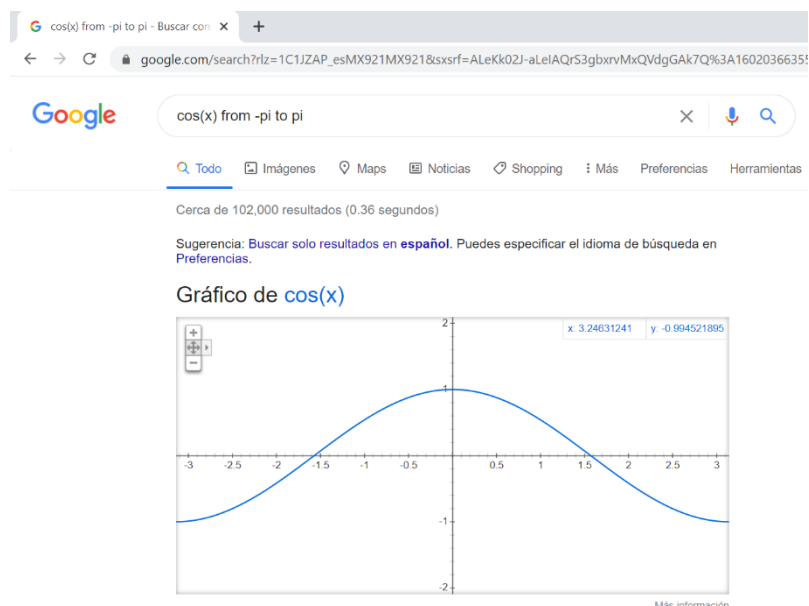 cos(x) from -pi to pi - Buscar con
google.com/search?rlz=1C1JZAP_esMX921MX921&sxsrf=ALeKk02J-aLeIAQrS3gbxrvMxQVdgGAk7Q%3A16020366355
Google
cos(x) from -pi to pi
Todo Imágenes Maps Noticias Shopping Más Preferencias Herramientas
Cerca de 102,000 resultados (0.36 segundos)
Sugerencia: Buscar solo resultados en español. Puedes especificar el idioma de búsqueda en
Preferencias.
Gráfico de cos(x)
2 x: 3.24631241 y: -0.994521895
1
-3 -2.5 -2 -1.5 -1 -0.5 0.5 1 1.5 2 2.5 3
-1
-2
Más información